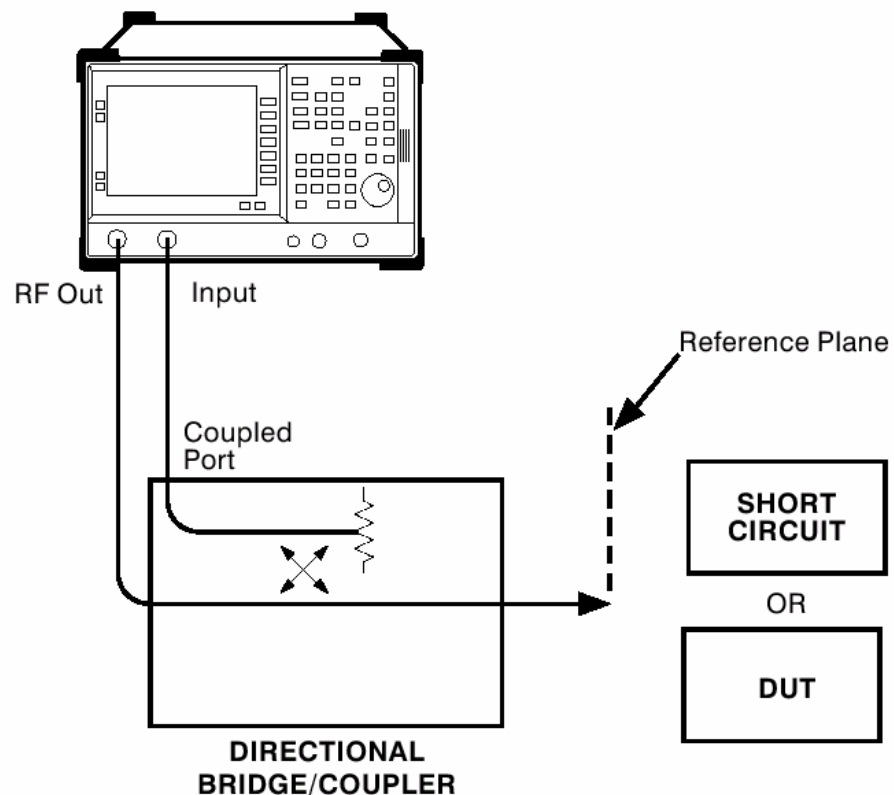 RF Out
Input
Reference Plane
Coupled
Port
SHORT
CIRCUIT
OR
DUT
DIRECTIONAL
BRIDGE/COUPLER